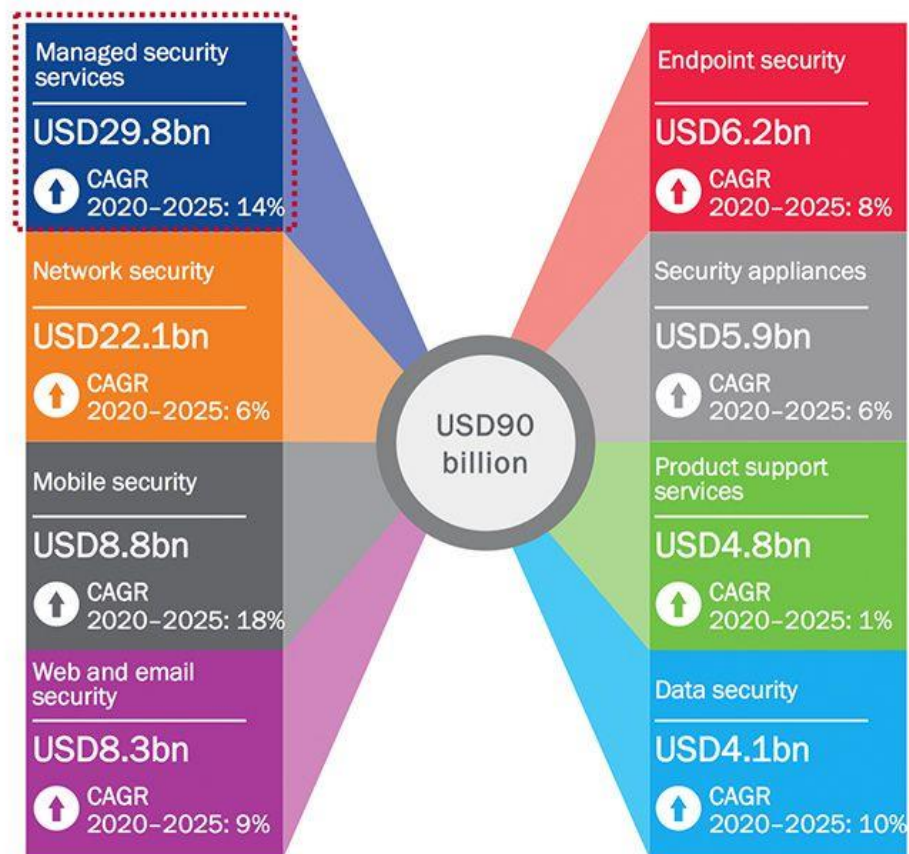 Managed security
services
USD29.8bn
CAGR
2020–2025: 14%
Network security
USD22.1bn
CAGR
2020–2025: 6%
Mobile security
USD8.8bn
CAGR
2020–2025: 18%
Web and email
security
USD8.3bn
CAGR
2020–2025: 9%
USD90
billion
Endpoint security
USD6.2bn
CAGR
2020–2025: 8%
Security appliances
USD5.9bn
CAGR
2020–2025: 6%
Product support
services
USD4.8bn
CAGR
2020–2025: 1%
Data security
USD4.1bn
CAGR
2020–2025: 10%